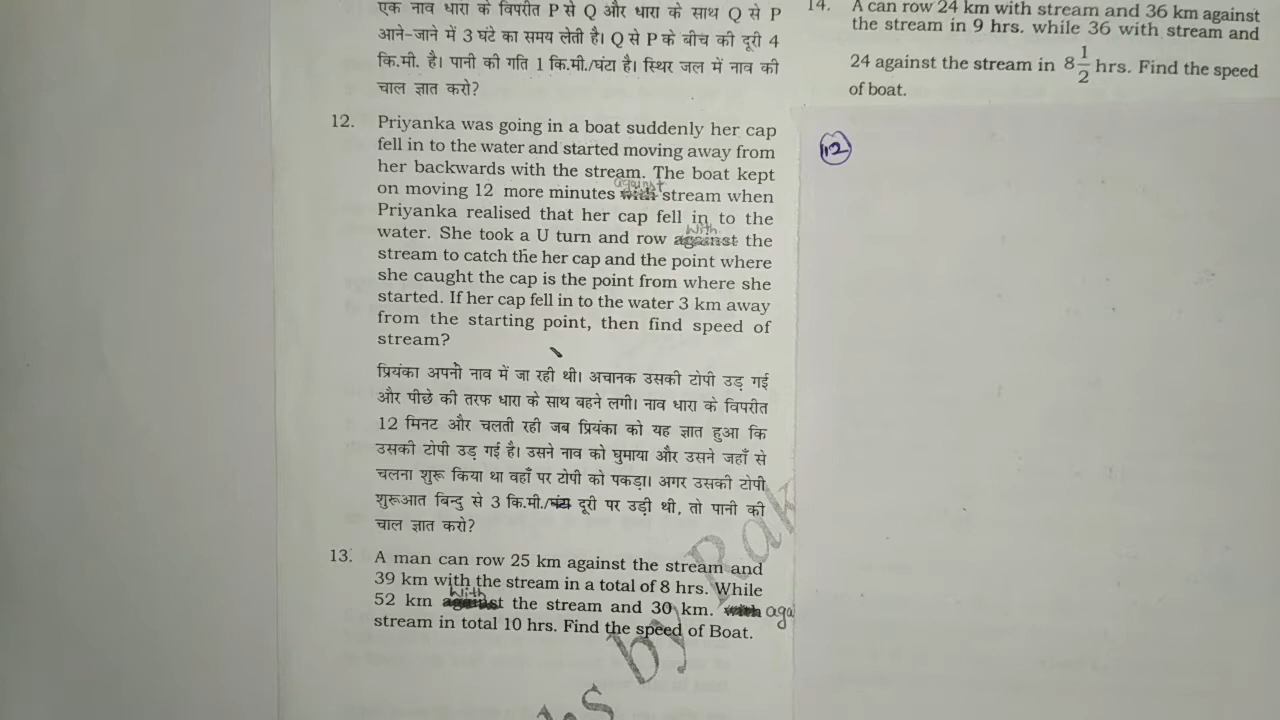 एक नाव धारा के विपरीत P से Q और धारा के साथ Q से P
आने-जाने में 3 घंटे का समय लेती है। Q से P के बीच की दूरी 4
कि.मी. है। पानी की गति 1 कि.मी./घंटा है। स्थिर जल में नाव की
चाल ज्ञात करो?
12. Priyanka was going in a boat suddenly her cap
fell in to the water and started moving away from
her backwards with the stream. The boat kept
on moving 12 more minutes against stream when
Priyanka realised that her cap fell in to the
water. She took a U turn and row with the
stream to catch the her cap and the point where
she caught the cap is the point from where she
started. If her cap fell in to the water 3 km away
from the starting point, then find speed of
stream?
प्रियंका अपनी नाव में जा रही थी। अचानक उसकी टोपी उड़ गई
और पीछे की तरफ धारा के साथ बहने लगी। नाव धारा के विपरीत
12 मिनट और चलती रही जब प्रियंका को यह ज्ञात हुआ कि
उसकी टोपी उड़ गई है। उसने नाव को घुमाया और उसने जहाँ से
चलना शुरू किया था वहाँ पर टोपी को पकड़ा। अगर उसकी टोपी
शुरूआत बिन्दु से 3 कि.मी./घंटा दूरी पर उड़ी थी, तो पानी की
चाल ज्ञात करो?
13. A man can row 25 km against the stream and
39 km with the stream in a total of 8 hrs. While
52 km with the stream and 30 km. with aga
stream in total 10 hrs. Find the speed of Boat.
14. A can row 24 km with stream and 36 km against
the stream in 9 hrs. while 36 with stream and
24 against the stream in 8 1/2 hrs. Find the speed
of boat.
12
by Rak